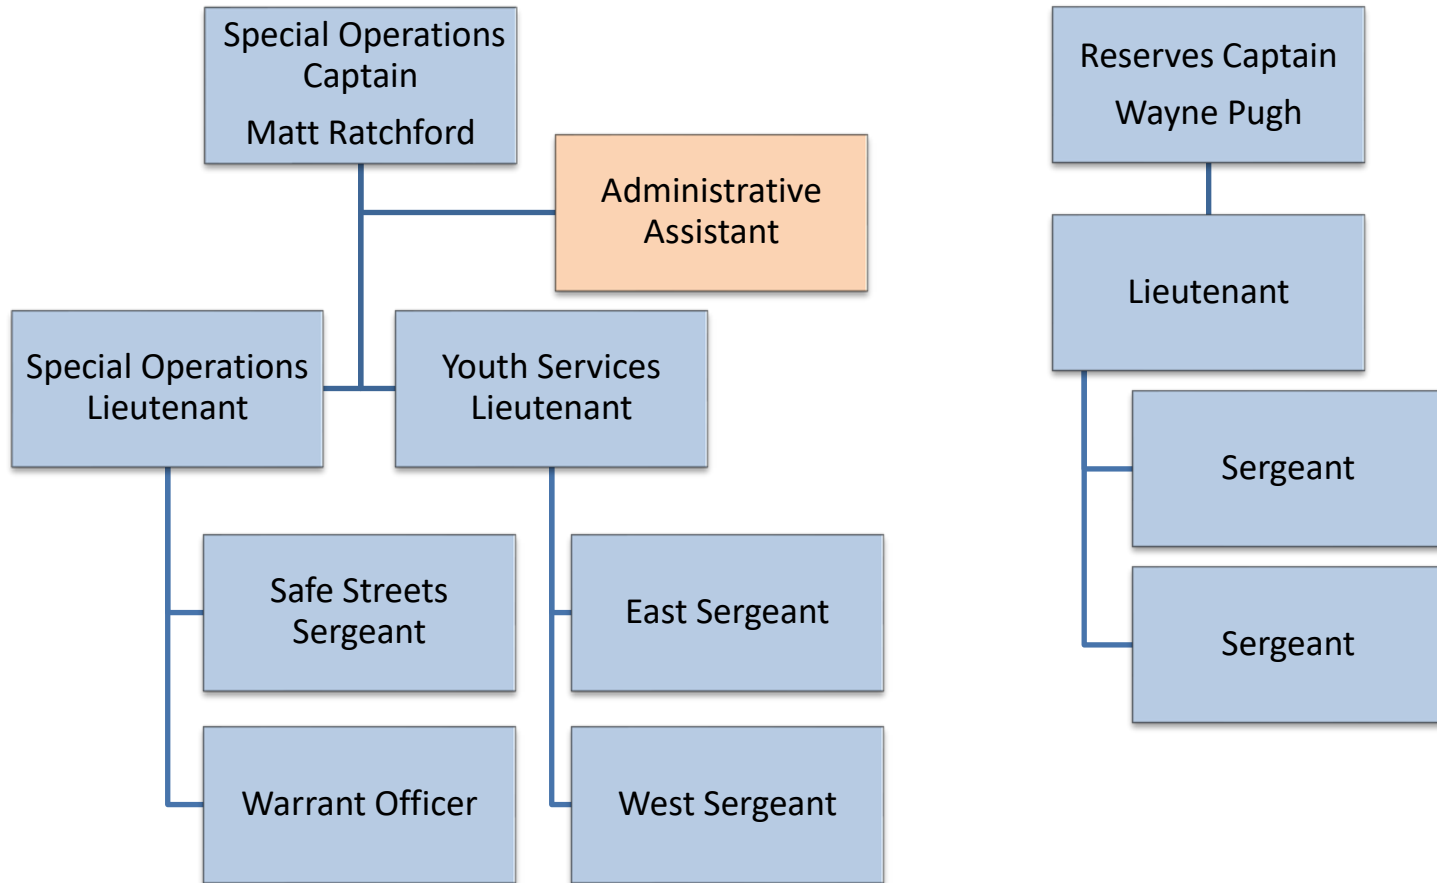 Special Operations
Captain
Matt Ratchford
Administrative
Assistant
Special Operations
Lieutenant
Youth Services
Lieutenant
Safe Streets
Sergeant
East Sergeant
Warrant Officer
West Sergeant
Reserves Captain
Wayne Pugh
Lieutenant
Sergeant
Sergeant